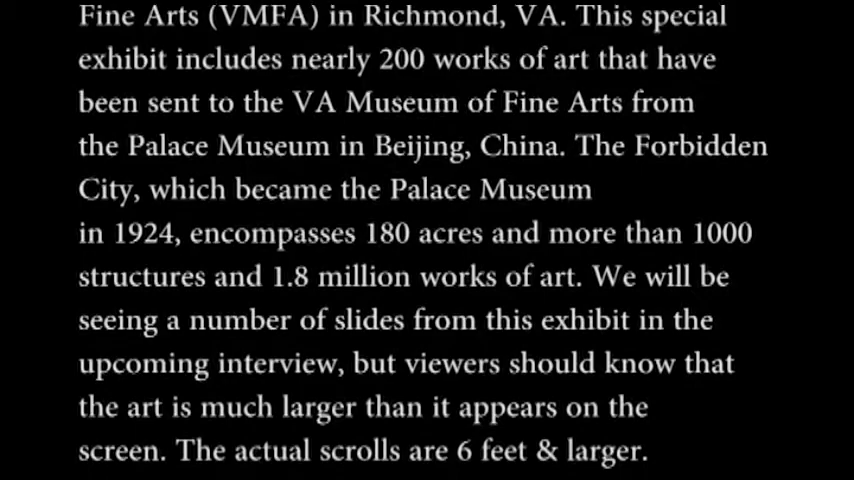 Fine Arts (VMFA) in Richmond, VA. This special
exhibit includes nearly 200 works of art that have
been sent to the VA Museum of Fine Arts from
the Palace Museum in Beijing, China. The Forbidden
City, which became the Palace Museum
in 1924, encompasses 180 acres and more than 1000
structures and 1.8 million works of art. We will be
seeing a number of slides from this exhibit in the
upcoming interview, but viewers should know that
the art is much larger than it appears on the
screen. The actual scrolls are 6 feet & larger.